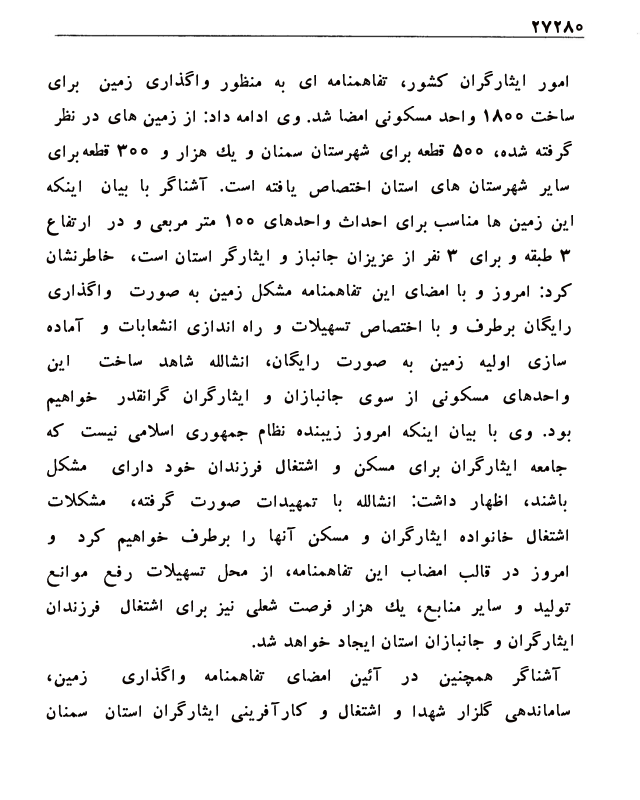 ۲۷۲۸۰
امور ایثارگران کشور، تفاهمنامه ای به منظور واگذاری زمین برای
ساخت ۱۸۰۰ واحد مسکونی امضا شد. وی ادامه داد: از زمین های در نظر
گرفته شده، ۵۰۰ قطعه برای شهرستان سمنان و یك هزار و ۳۰۰ قطعه برای
سایر شهرستان های استان اختصاص یافته است. آشناگر با بیان اینکه
این زمین ها مناسب برای احداث واحدهای ۱۰۰ متر مربعی و در ارتفاع
۳ طبقه و برای ۳ نفر از عزیزان جانباز و ایثارگر استان است، خاطرنشان
کرد: امروز و با امضای این تفاهمنامه مشکل زمین به صورت واگذاری
رایگان برطرف و با اختصاص تسهیلات و راه اندازی انشعابات و آماده
سازی اولیه زمین به صورت رایگان، انشالله شاهد ساخت این
واحدهای مسکونی از سوی جانبازان و ایثارگران گرانقدر خواهیم
بود. وی با بیان اینکه امروز زیبنده نظام جمهوری اسلامی نیست که
جامعه ایثارگران برای مسکن و اشتغال فرزندان خود دارای مشکل
باشند، اظهار داشت: انشالله با تمهیدات صورت گرفته، مشکلات
اشتغال خانواده ایثارگران و مسکن آنها را برطرف خواهیم کرد و
امروز در قالب امضاب این تفاهمنامه، از محل تسهیلات رفع موانع
تولید و سایر منابع، یك هزار فرصت شعلی نیز برای اشتغال فرزندان
ایثارگران و جانبازان استان ایجاد خواهد شد.
آشناگر همچنین در آئین امضای تفاهمنامه واگذاری زمین،
ساماندهی گلزار شهدا و اشتغال و کارآفرینی ایثارگران استان سمنان